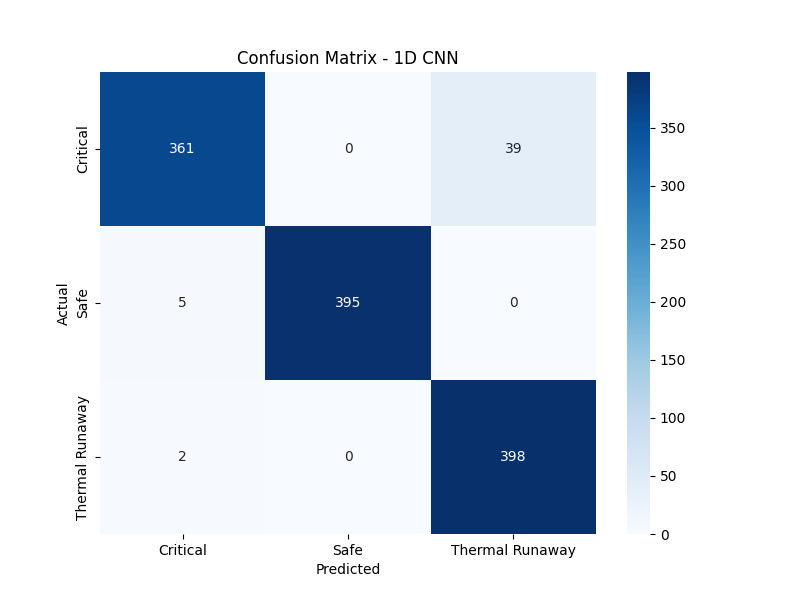 Confusion Matrix - 1D CNN
Actual
Critical
361 0 39
350
300
250
200
150
100
50
0
Safe
5 395 0
Thermal Runaway
2 0 398
Critical Safe Thermal Runaway
Predicted